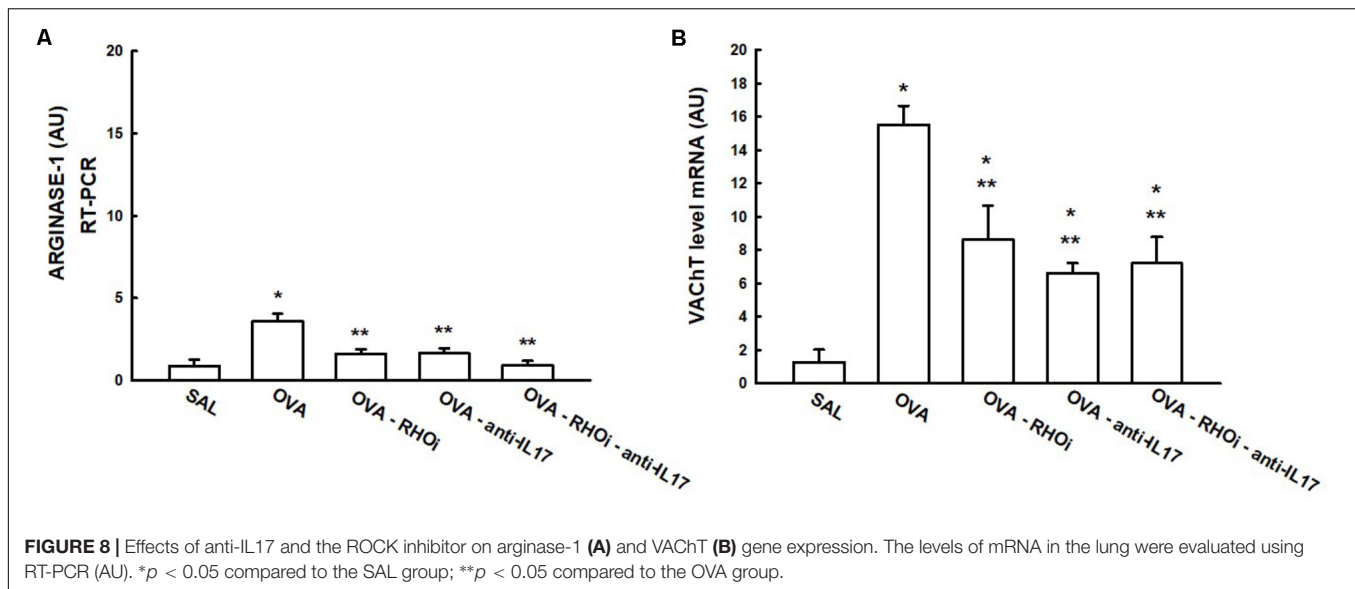 A
B
ARGINASE-1 (AU)
RT-PCR
20
15
10
5
0
*
**
**
**
SAL
OVA
OVA - RHOi
OVA - anti-IL17
OVA - RHOi - anti-IL17
VAChT level mRNA (AU)
20
18
16
14
12
10
8
6
4
2
0
*
*
**
*
**
*
**
SAL
OVA
OVA - RHOi
OVA - anti-IL17
OVA - RHOi - anti-IL17
FIGURE 8 | Effects of anti-IL17 and the ROCK inhibitor on arginase-1 (A) and VAChT (B) gene expression. The levels of mRNA in the lung were evaluated using
RT-PCR (AU). *p < 0.05 compared to the SAL group; **p < 0.05 compared to the OVA group.